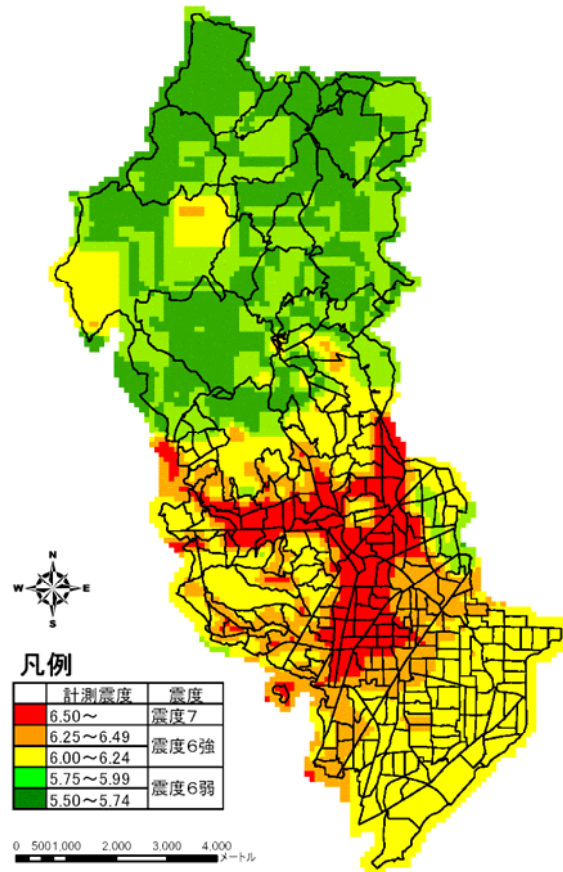 N
W E
S
凡例
計測震度 震度
6.50～ 震度7
6.25～6.49 震度6強
6.00～6.24
5.75～5.99 震度6弱
5.50～5.74
0 500 1,000 2,000 3,000 4,000 メートル